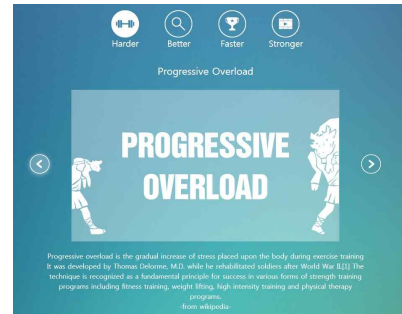 Harder Better Faster Stronger
Progressive Overload
PROGRESSIVE
OVERLOAD
Progressive overload is the gradual increase of stress placed upon the body during exercise training
It was developed by Thomas Delorme, M.D. while he rehabilitated soldiers after World War II.[1] The
technique is recognized as a fundamental principle for success in various forms of strength training
programs including fitness training, weight lifting, high intensity training and physical therapy
programs.
-from wikipedia-